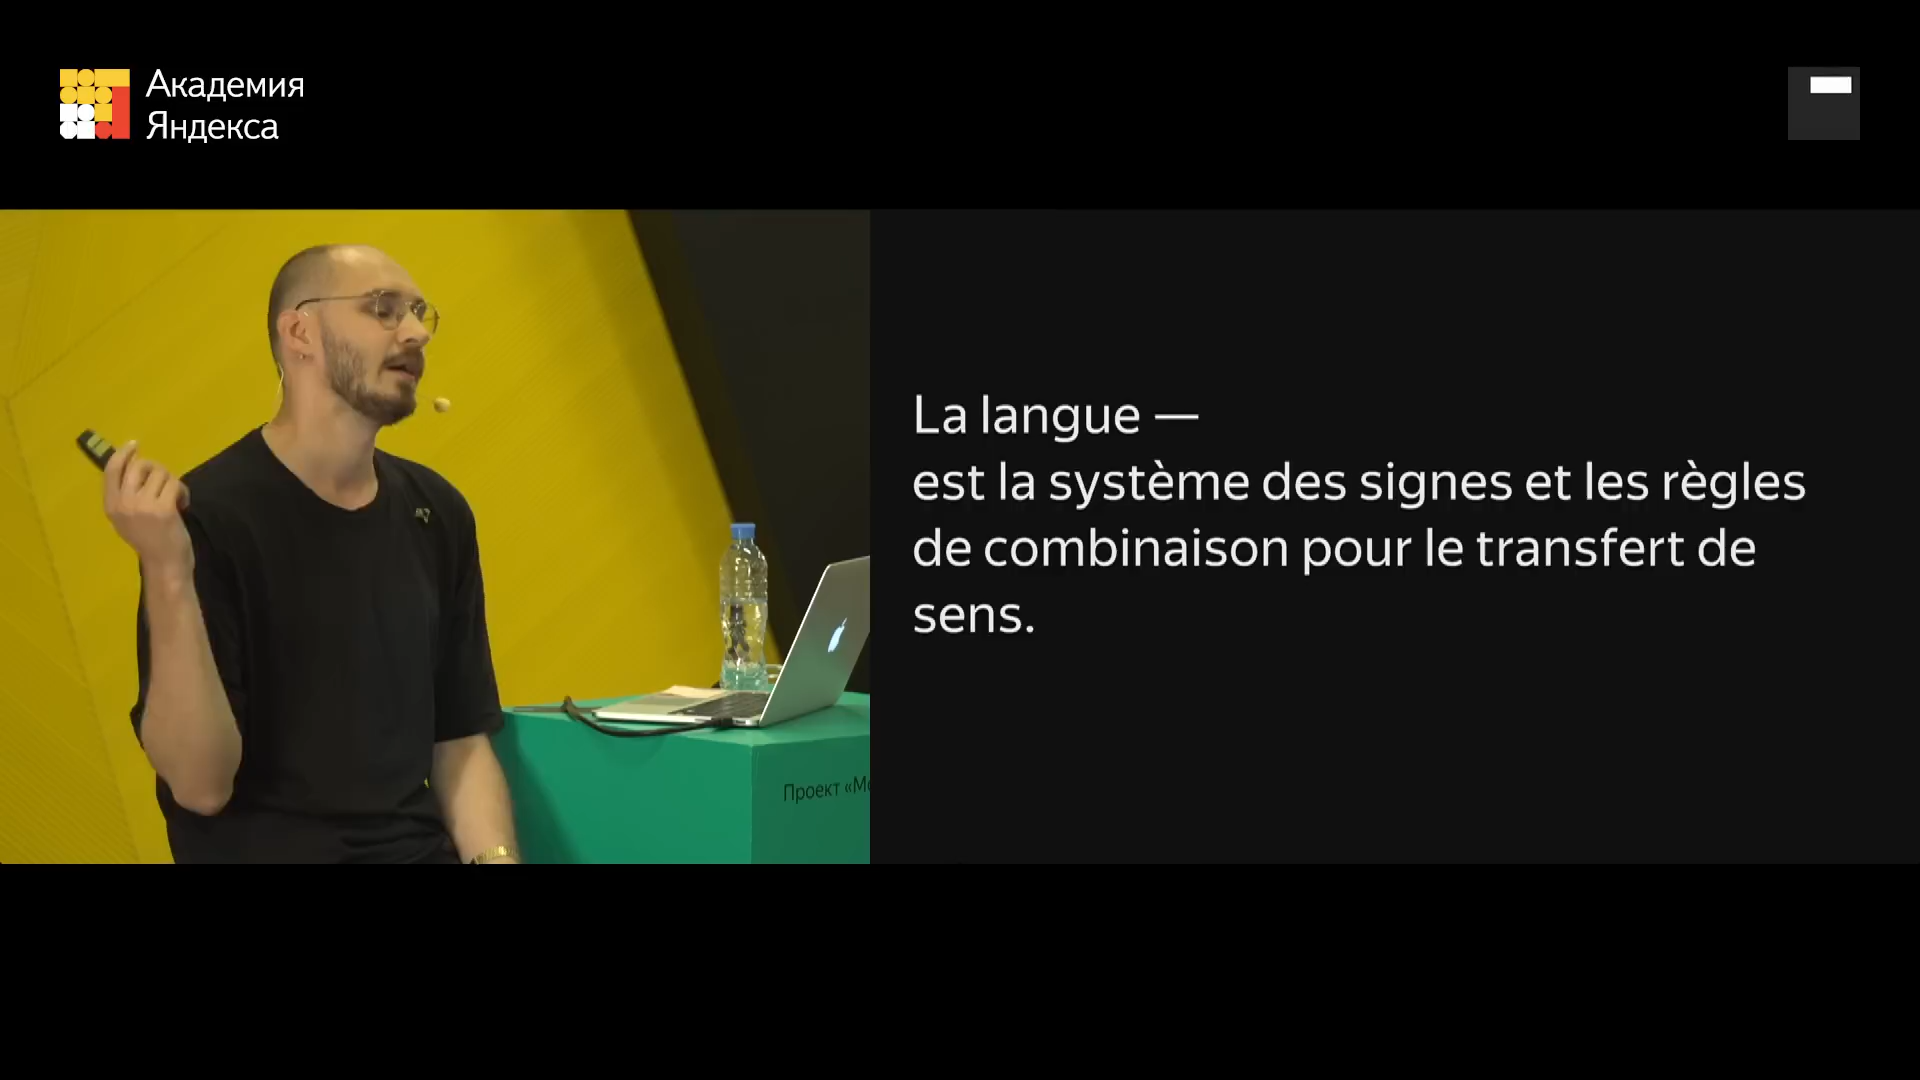 Академия
Яндекса
La langue —
est la système des signes et les règles
de combinaison pour le transfert de
sens.
Проект «Мо